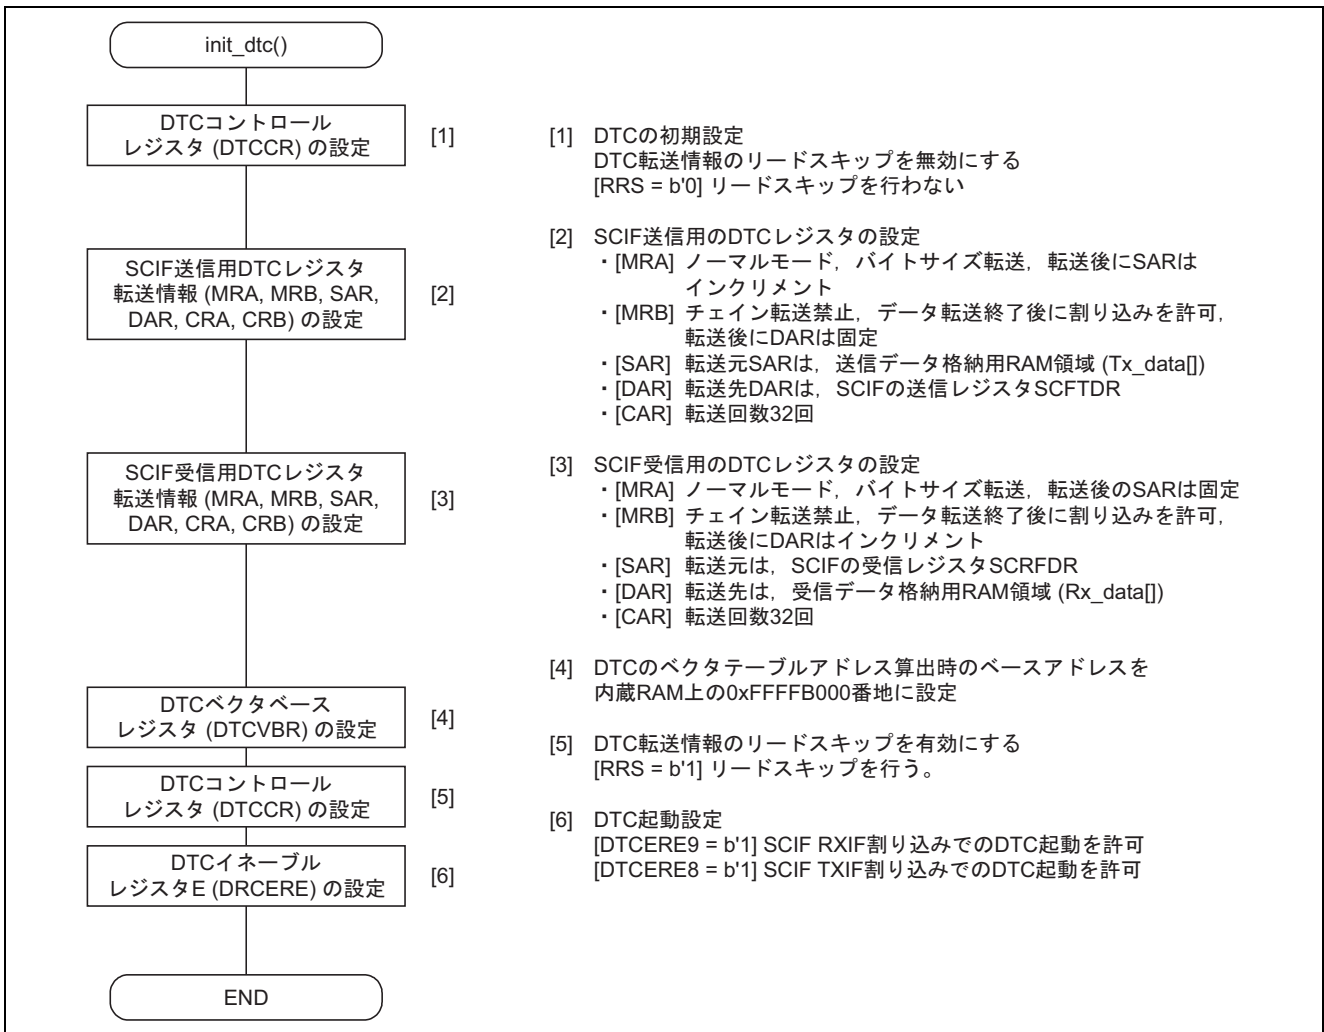 init_dtc()
DTCコントロール
レジスタ (DTCCR) の設定
[1]
SCIF送信用DTCレジスタ
転送情報 (MRA, MRB, SAR,
DAR, CRA, CRB) の設定
[2]
SCIF受信用DTCレジスタ
転送情報 (MRA, MRB, SAR,
DAR, CRA, CRB) の設定
[3]
DTCベクタベース
レジスタ (DTCVBR) の設定
[4]
DTCコントロール
レジスタ (DTCCR) の設定
[5]
DTCイネーブル
レジスタE (DRCERE) の設定
[6]
END
[1] DTCの初期設定
DTC転送情報のリードスキップを無効にする
[RRS = b'0] リードスキップを行わない
[2] SCIF送信用のDTCレジスタの設定
・[MRA] ノーマルモード，バイトサイズ転送，転送後にSARは
インクリメント
・[MRB] チェイン転送禁止，データ転送終了後に割り込みを許可，
転送後にDARは固定
・[SAR] 転送元SARは，送信データ格納用RAM領域 (Tx_data[])
・[DAR] 転送先DARは，SCIFの送信レジスタSCFTDR
・[CAR] 転送回数32回
[3] SCIF受信用のDTCレジスタの設定
・[MRA] ノーマルモード，バイトサイズ転送，転送後のSARは固定
・[MRB] チェイン転送禁止，データ転送終了後に割り込みを許可，
転送後にDARはインクリメント
・[SAR] 転送元は，SCIFの受信レジスタSCRFDR
・[DAR] 転送先は，受信データ格納用RAM領域 (Rx_data[])
・[CAR] 転送回数32回
[4] DTCのベクタテーブルアドレス算出時のベースアドレスを
内蔵RAM上の0xFFFFB000番地に設定
[5] DTC転送情報のリードスキップを有効にする
[RRS = b'1] リードスキップを行う。
[6] DTC起動設定
[DTCERE9 = b'1] SCIF RXIF割り込みでのDTC起動を許可
[DTCERE8 = b'1] SCIF TXIF割り込みでのDTC起動を許可